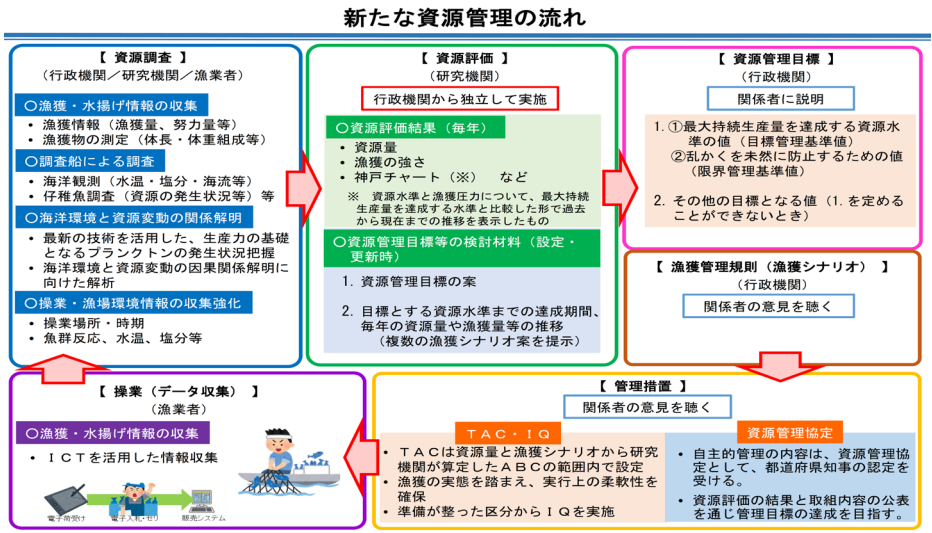 新たな資源管理の流れ
【 資源調査 】
(行政機関／研究機関／漁業者)
〇漁獲・水揚げ情報の収集
・ 漁獲情報（漁獲量、努力量等）
・ 漁獲物の測定（体長・体重組成等）
〇調査船による調査
・ 海洋観測（水温・塩分・海流等）
・ 仔稚魚調査（資源の発生状況等）等
〇海洋環境と資源変動の関係解明
・ 最新の技術を活用した、生産力の基礎
となるプランクトンの発生状況把握
・ 海洋環境と資源変動の因果関係解明に
向けた解析
〇操業・漁場環境情報の収集強化
・ 操業場所・時期
・ 魚群反応、水温、塩分等
【 資源評価 】
（研究機関）
行政機関から独立して実施
〇資源評価結果（毎年）
・ 資源量
・ 漁獲の強さ
・ 神戸チャート（※） など
※ 資源水準と漁獲圧力について、最大持
続生産量を達成する水準と比較した形で過去
から現在までの推移を表示したもの
〇資源管理目標等の検討材料（設定・
更新時）
1. 資源管理目標の案
2. 目標とする資源水準までの達成期間、
毎年の資源量や漁獲量等の推移
（複数の漁獲シナリオ案を提示）
【 資源管理目標 】
（行政機関）
関係者に説明
1. ①最大持続生産量を達成する資源水
準の値（目標管理基準値）
②乱かくを未然に防止するための値
（限界管理基準値）
2. その他の目標となる値（1. を定める
ことができないとき）
【 漁獲管理規則（漁獲シナリオ） 】
（行政機関）
関係者の意見を聴く
【 管理措置 】
関係者の意見を聴く
ＴＡＣ・ＩＱ
・ ＴＡＣは資源量と漁獲シナリオから研究
機関が算定したＡＢＣの範囲内で設定
・ 漁獲の実態を踏まえ、実行上の柔軟性を
確保
・ 準備が整った区分からＩＱを実施
資源管理協定
・ 自主的管理の内容は、資源管理協
定として、都道府県知事の認定を
受ける。
・ 資源評価の結果と取組内容の公表
を通じ管理目標の達成を目指す。
【 操業（データ収集） 】
（漁業者）
〇漁獲・水揚げ情報の収集
・ ＩＣＴを活用した情報収集
電子荷受け
電子入札・セリ
販売システム